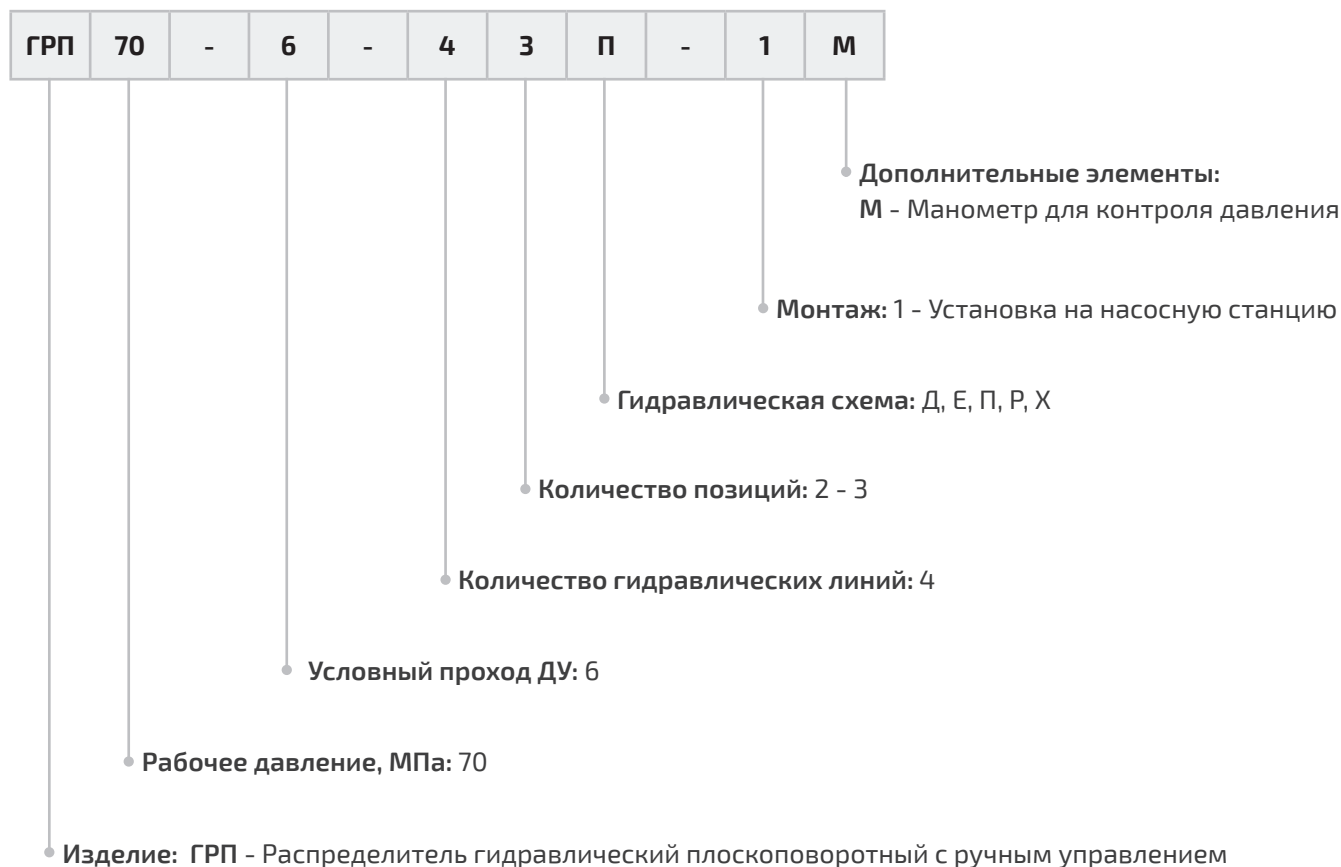 ГРП 70 - 6 - 4 3 П - 1 М
Дополнительные элементы:
М - Манометр для контроля давления
Монтаж: 1 - Установка на насосную станцию
Гидравлическая схема: Д, Е, П, Р, Х
Количество позиций: 2 - 3
Количество гидравлических линий: 4
Условный проход ДУ: 6
Рабочее давление, МПа: 70
Изделие: ГРП - Распределитель гидравлический плоскоповоротный с ручным управлением